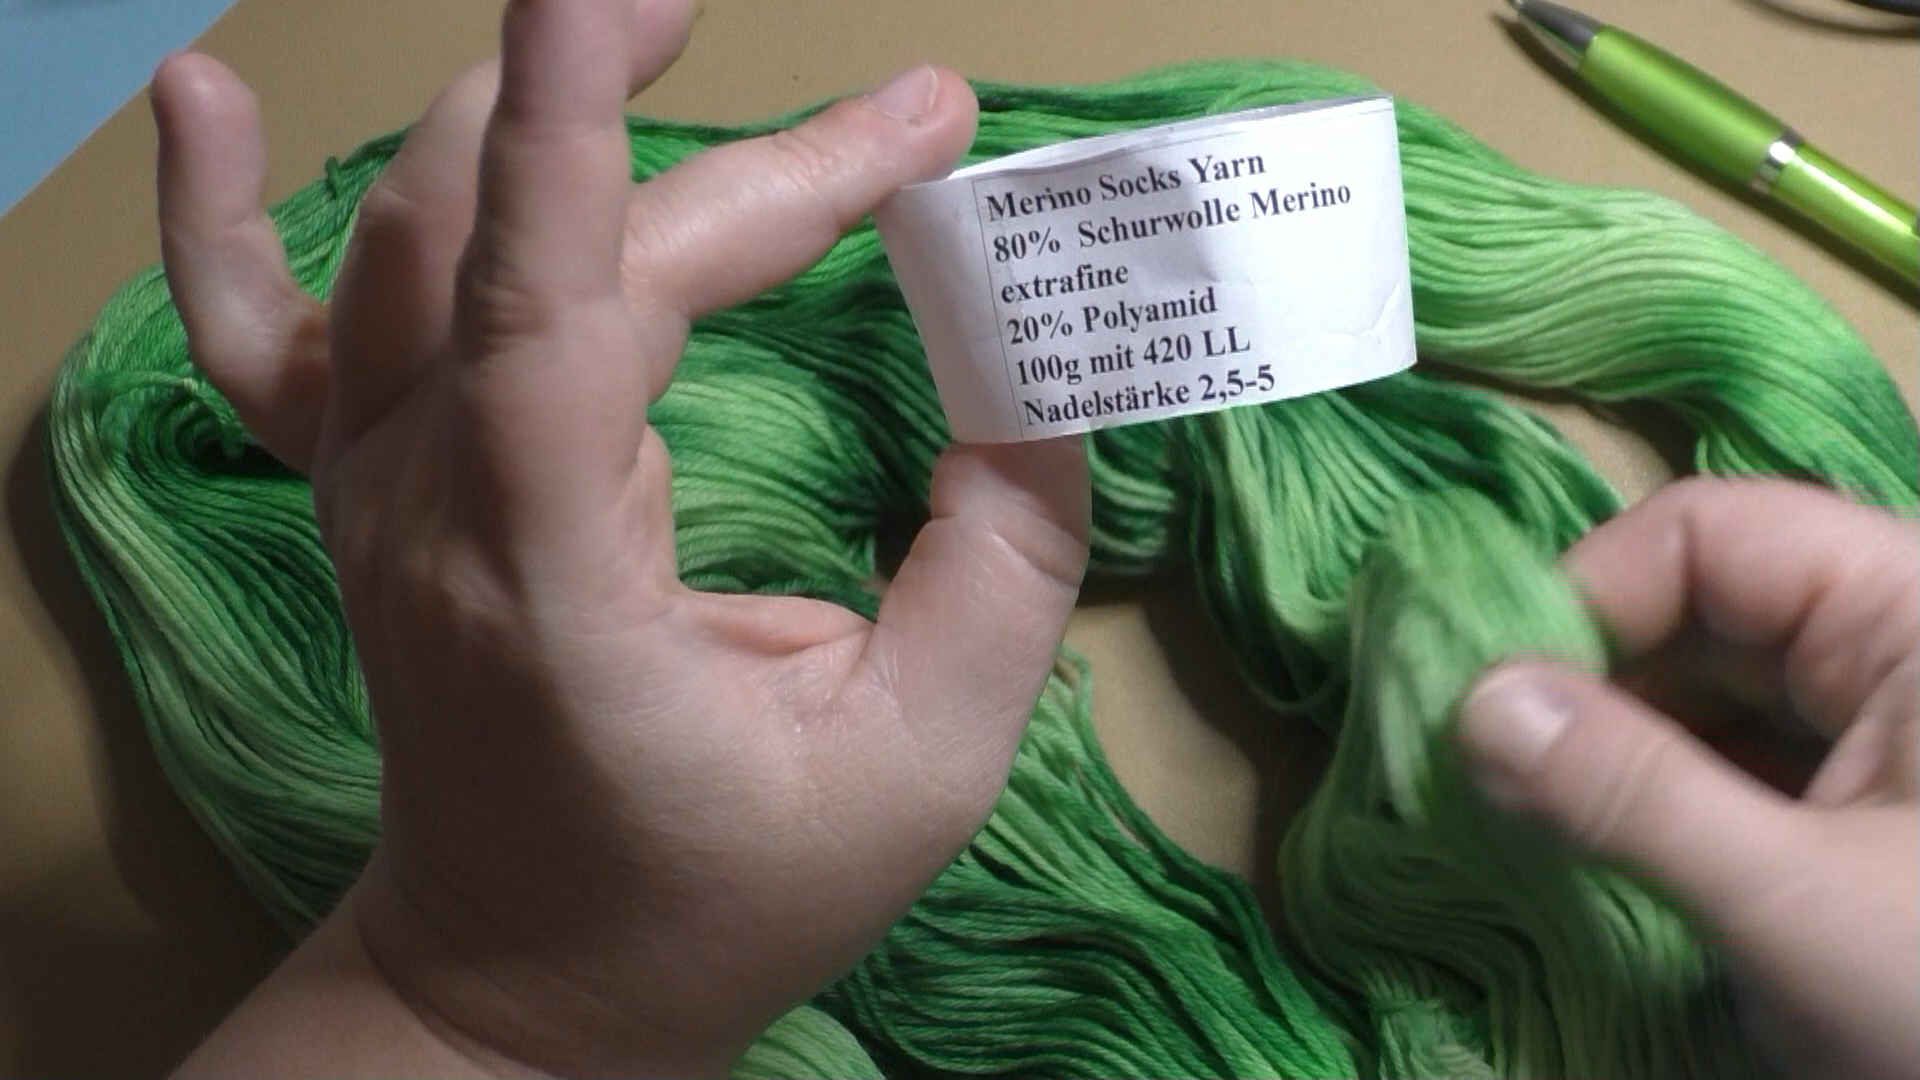 Merino Socks Yarn
80% Schurwolle Merino
extrafine
20% Polyamid
100g mit 420 LL
Nadelstärke 2,5-5